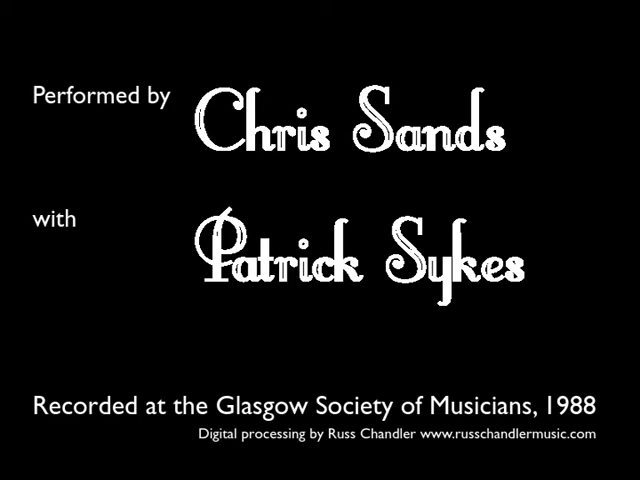 Performed by Chris Sands
with Patrick Sykes
Recorded at the Glasgow Society of Musicians, 1988
Digital processing by Russ Chandler www.russchandlermusic.com